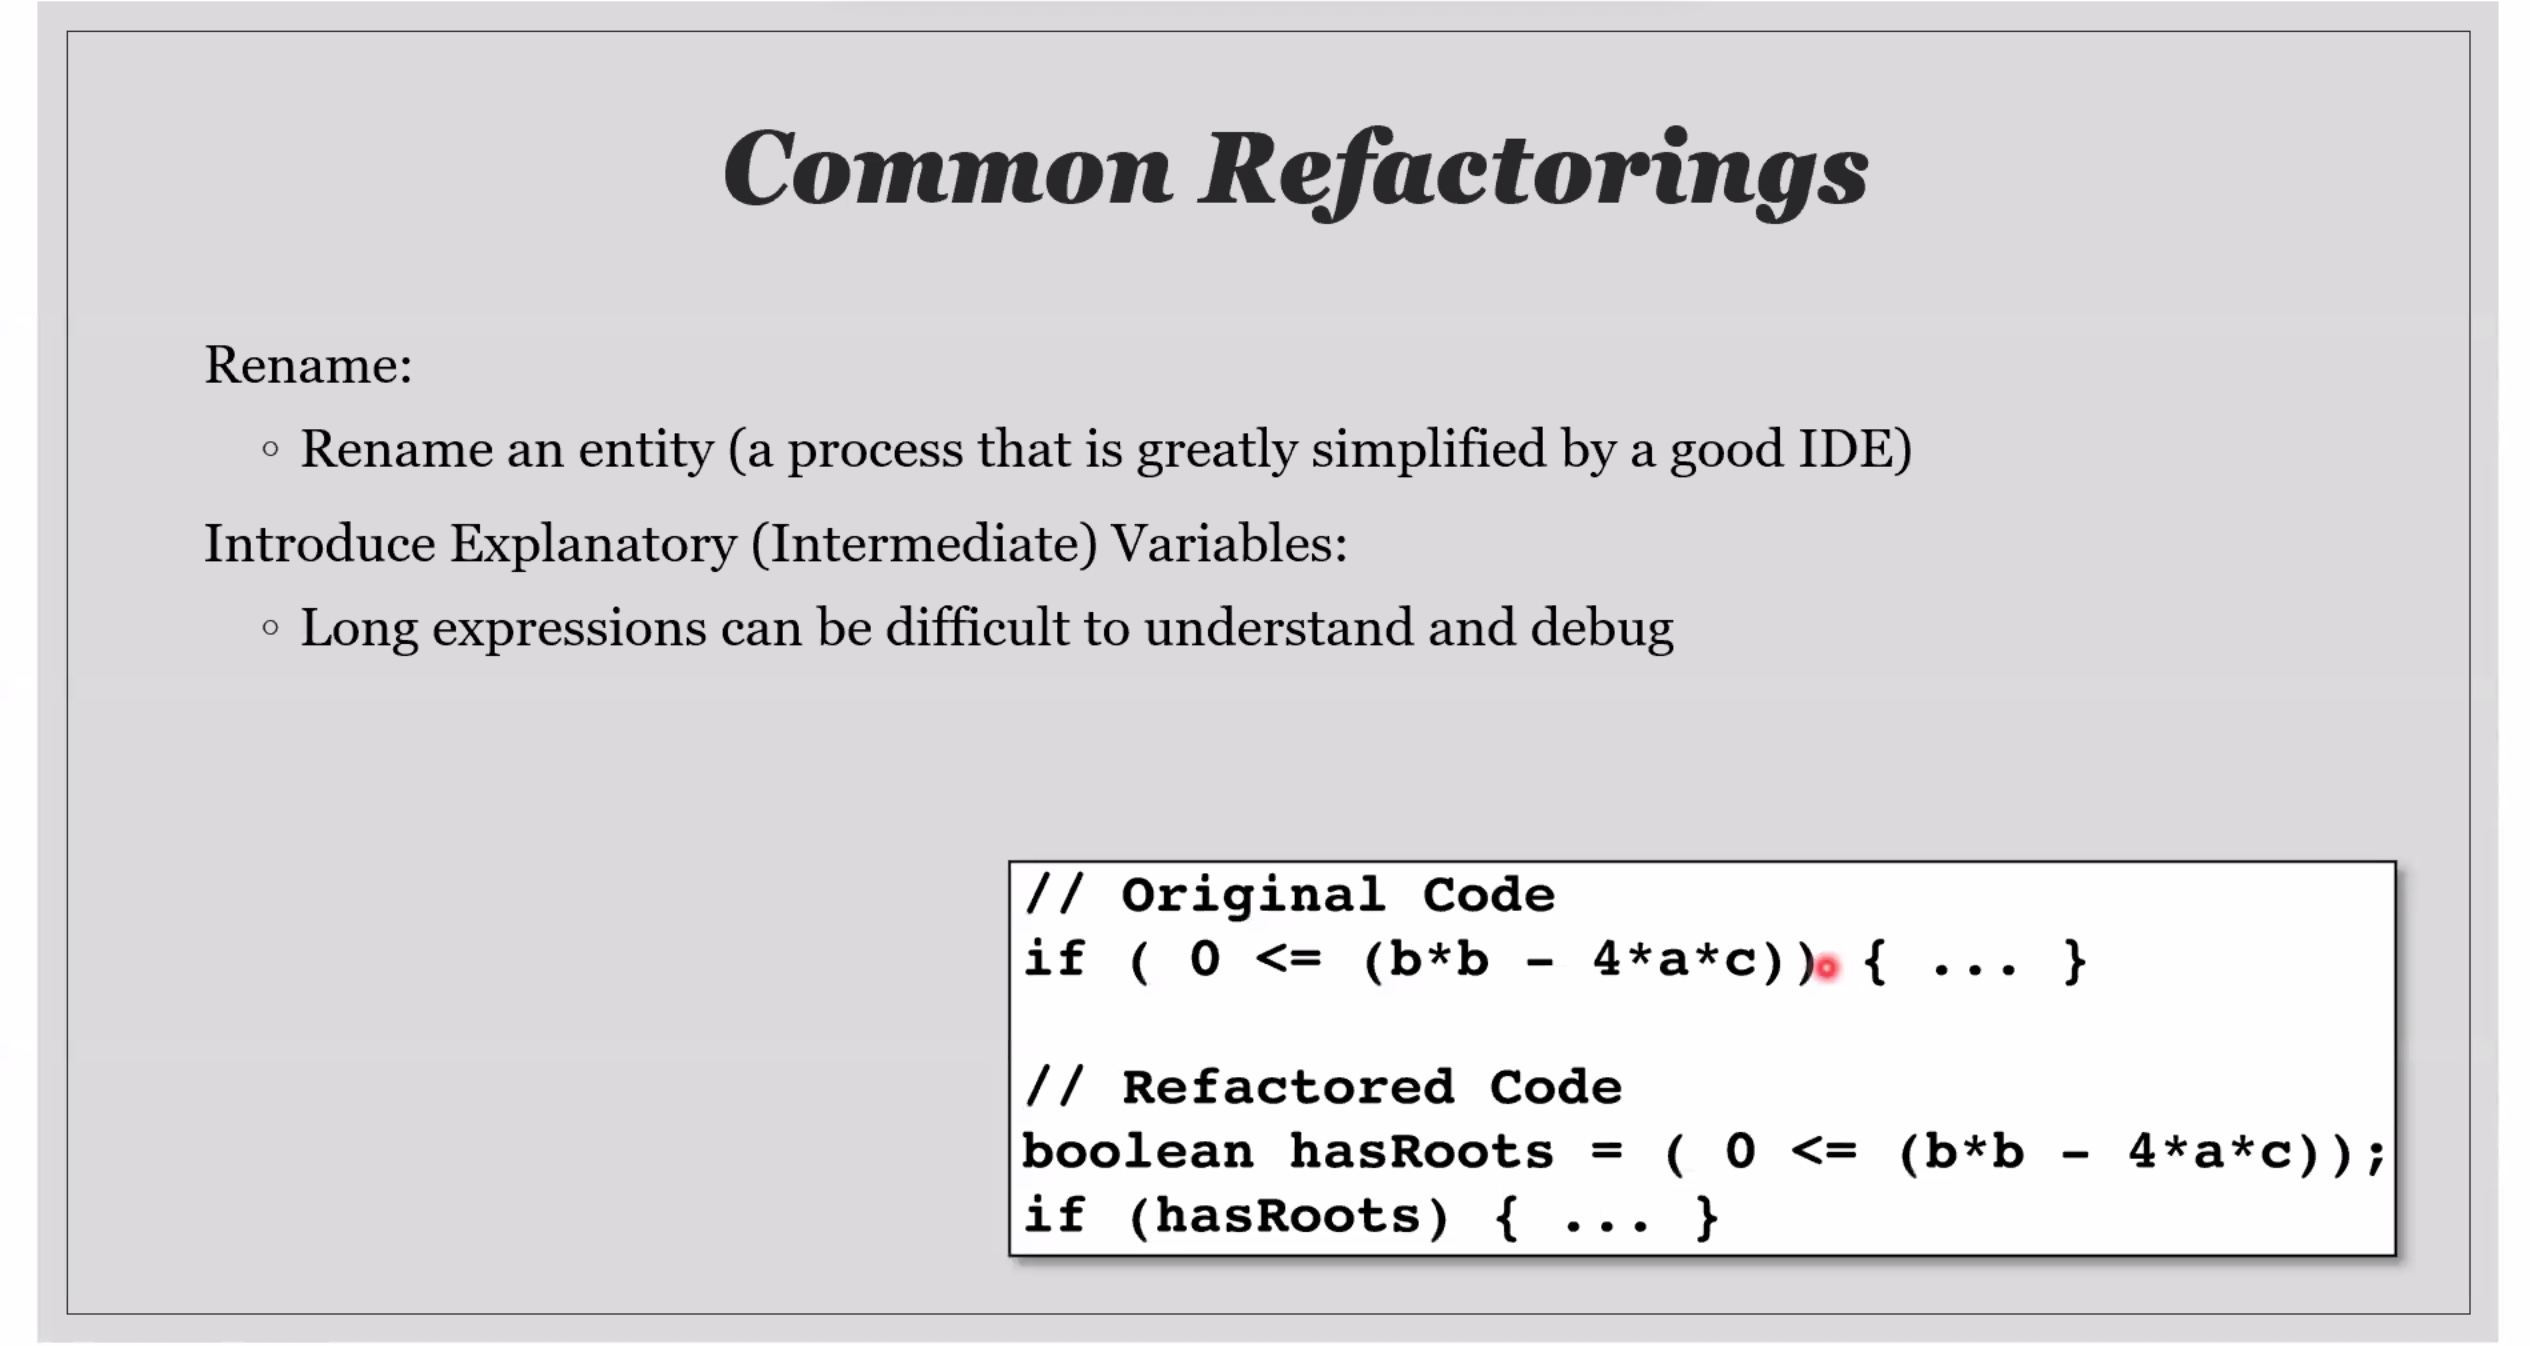 Common Refactorings
Rename:
◦ Rename an entity (a process that is greatly simplified by a good IDE)
Introduce Explanatory (Intermediate) Variables:
◦ Long expressions can be difficult to understand and debug
// Original Code
if ( 0 <= (b*b - 4*a*c)) { ... }
// Refactored Code
boolean hasRoots = ( 0 <= (b*b - 4*a*c));
if (hasRoots) { ... }